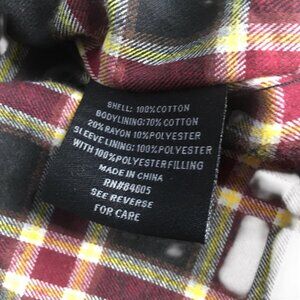 SHELL: 100% COTTON
BODYLINING: 70% COTTON
20% RAYON 10% POLYESTER
SLEEVE LINING: 100% POLYESTER
WITH 100% POLYESTER FILLING
MADE IN CHINA
RN#84605
SEE REVERSE
FOR CARE